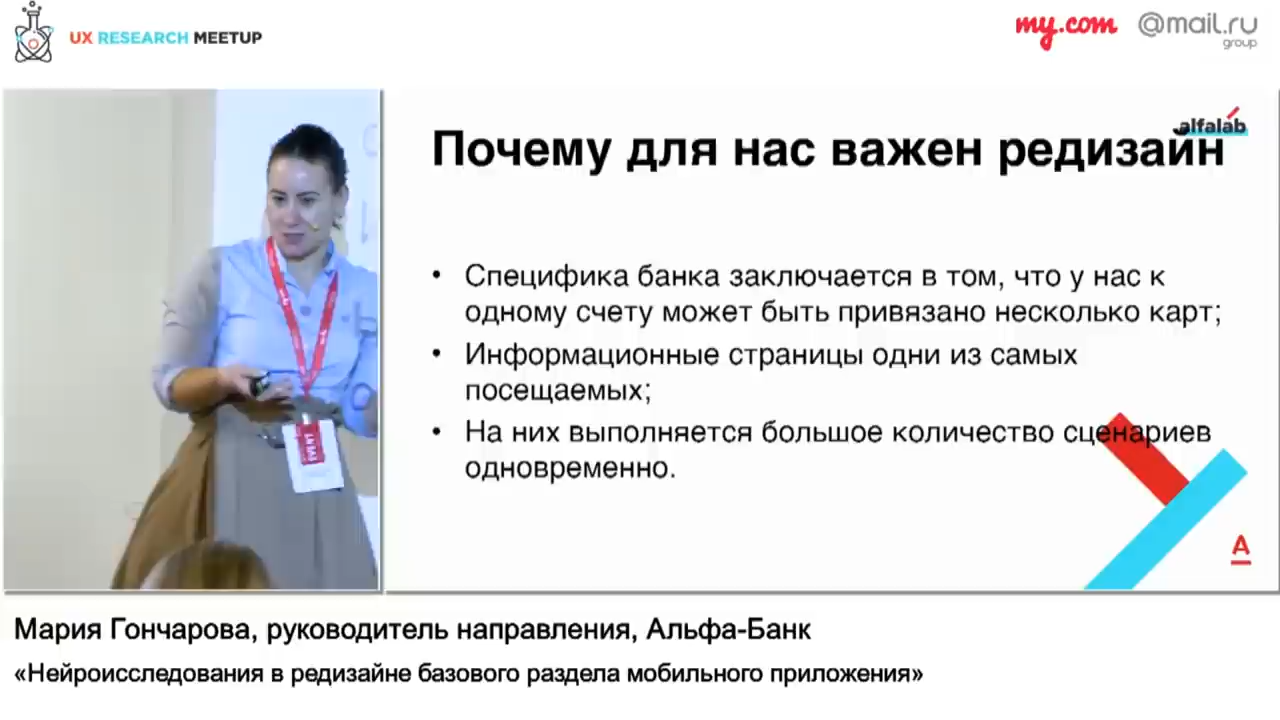 UX RESEARCH MEETUP
my.com @mail.ru
group
alfalab
Почему для нас важен редизайн
• Специфика банка заключается в том, что у нас к
одному счету может быть привязано несколько карт;
• Информационные страницы одни из самых
посещаемых;
• На них выполняется большое количество сценариев
одновременно.
А
Мария Гончарова, руководитель направления, Альфа-Банк
«Нейроисследования в редизайне базового раздела мобильного приложения»